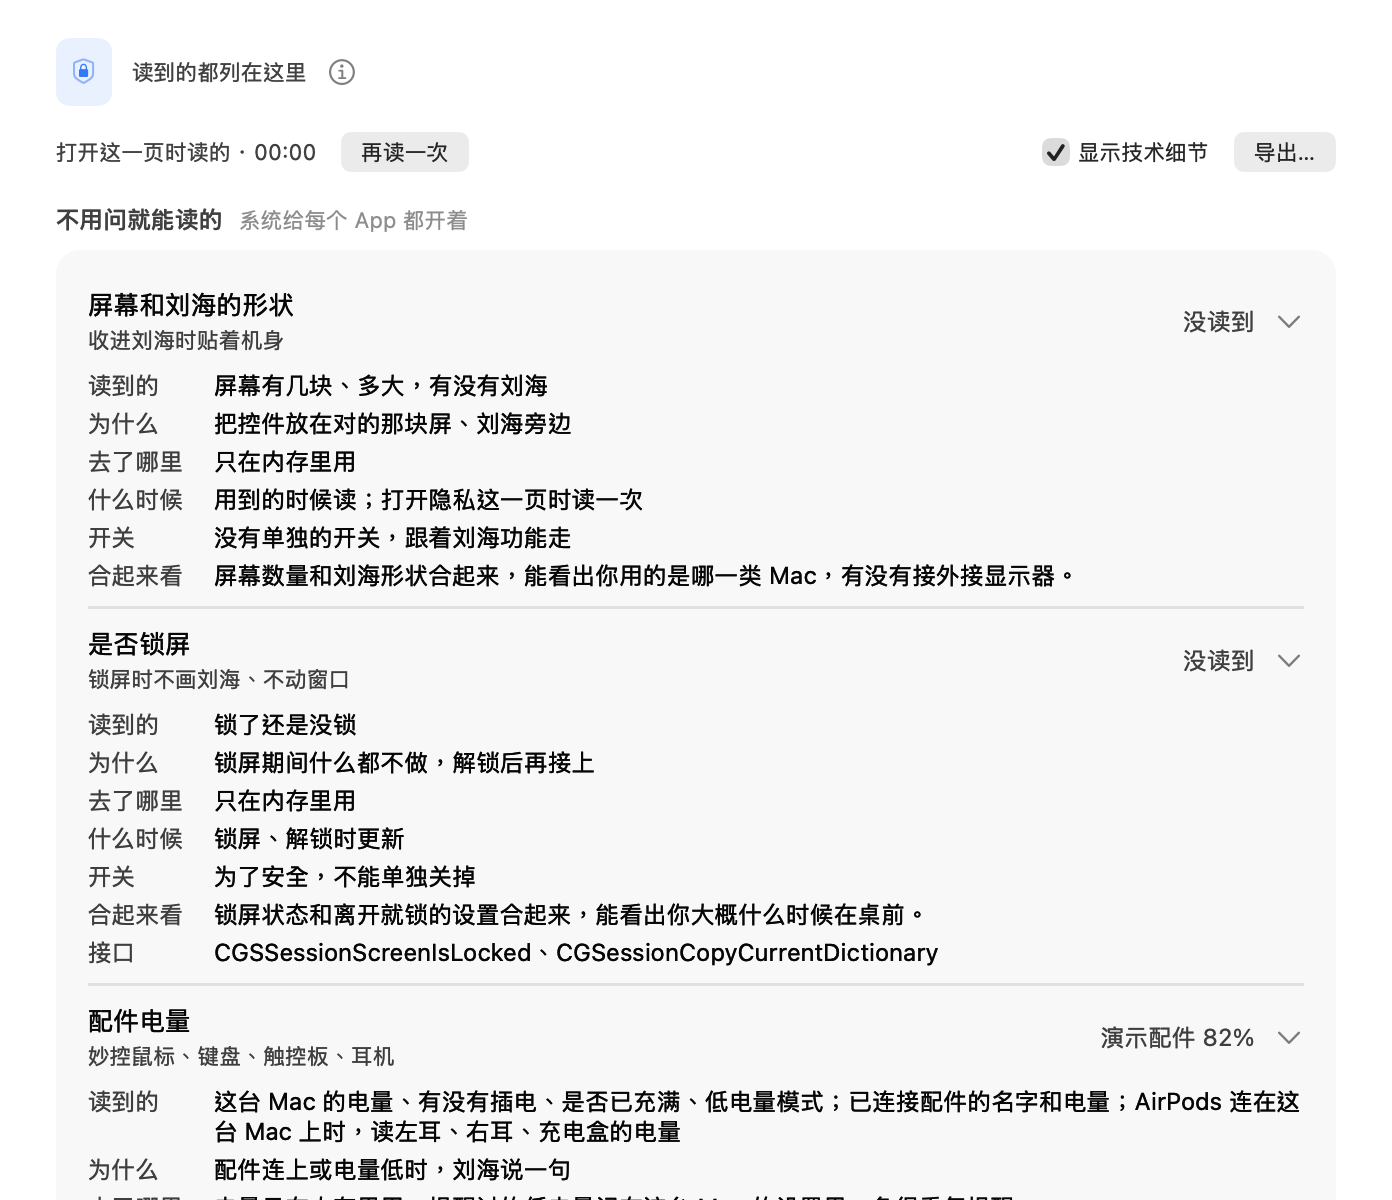 读到的都列在这里
打开这一页时读的 · 00:00 再读一次 显示技术细节 导出...
不用问就能读的 系统给每个 App 都开着
屏幕和刘海的形状
收进刘海时贴着机身
没读到
读到的 屏幕有几块、多大，有没有刘海
为什么 把控件放在对的那块屏、刘海旁边
去了哪里 只在内存里用
什么时候 用到的时候读；打开隐私这一页时读一次
开关 没有单独的开关，跟着刘海功能走
合起来看 屏幕数量和刘海形状合起来，能看出你用的是哪一类 Mac，有没有接外接显示器。
是否锁屏
锁屏时不画刘海、不动窗口
没读到
读到的 锁了还是没锁
为什么 锁屏期间什么都不做，解锁后再接上
去了哪里 只在内存里用
什么时候 锁屏、解锁时更新
开关 为了安全，不能单独关掉
合起来看 锁屏状态和离开就锁的设置合起来，能看出你大概什么时候在桌前。
接口 CGSSessionScreenIsLocked、CGSessionCopyCurrentDictionary
配件电量
妙控鼠标、键盘、触控板、耳机
演示配件 82%
读到的 这台 Mac 的电量、有没有插电、是否已充满、低电量模式；已连接配件的名字和电量；AirPods 连在这
台 Mac 上时，读左耳、右耳、充电盒的电量
为什么 配件连上或电量低时，刘海说一句